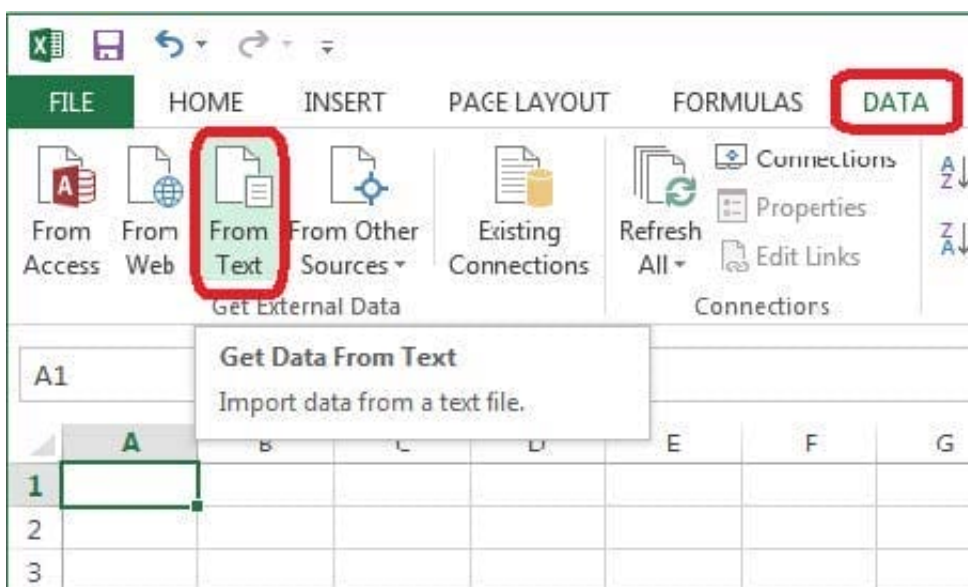 FILE HOME INSERT PAGE LAYOUT FORMULAS DATA
From Access
From Web
From Text
From Other Sources
Existing Connections
Refresh All
Connections
Properties
Edit Links
A Z
Z A
Get External Data
Connections
Get Data From Text
Import data from a text file.
A1
A B C D E F G
1
2
3